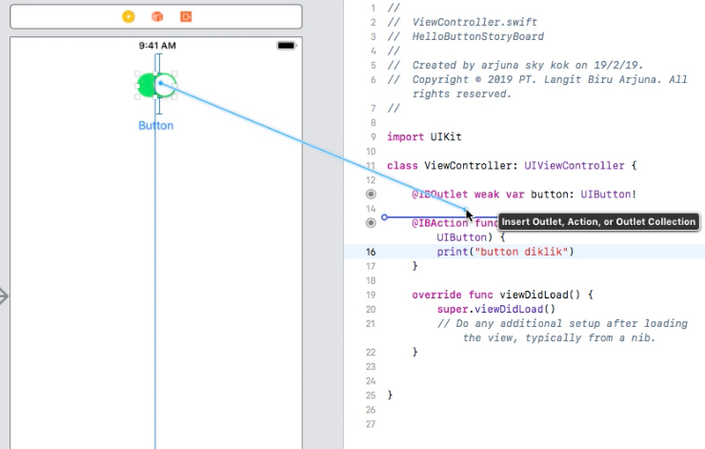 9:41 AM
Button
1 //
2 // ViewController.swift
3 // HelloButtonStoryBoard
4 //
5 // Created by arjuna sky kok on 19/2/19.
6 // Copyright © 2019 PT. Langit Biru Arjuna. All
rights reserved.
7 //
8
9 import UIKit
10
11 class ViewController: UIViewController {
12
@IBOutlet weak var button: UIButton!
14
@IBAction func
Insert Outlet, Action, or Outlet Collection
UIButton) {
16 print("button diklik")
17 }
18
19 override func viewDidLoad() {
20 super.viewDidLoad()
21 // Do any additional setup after loading
the view, typically from a nib.
22 }
23
24
25 }
26
27